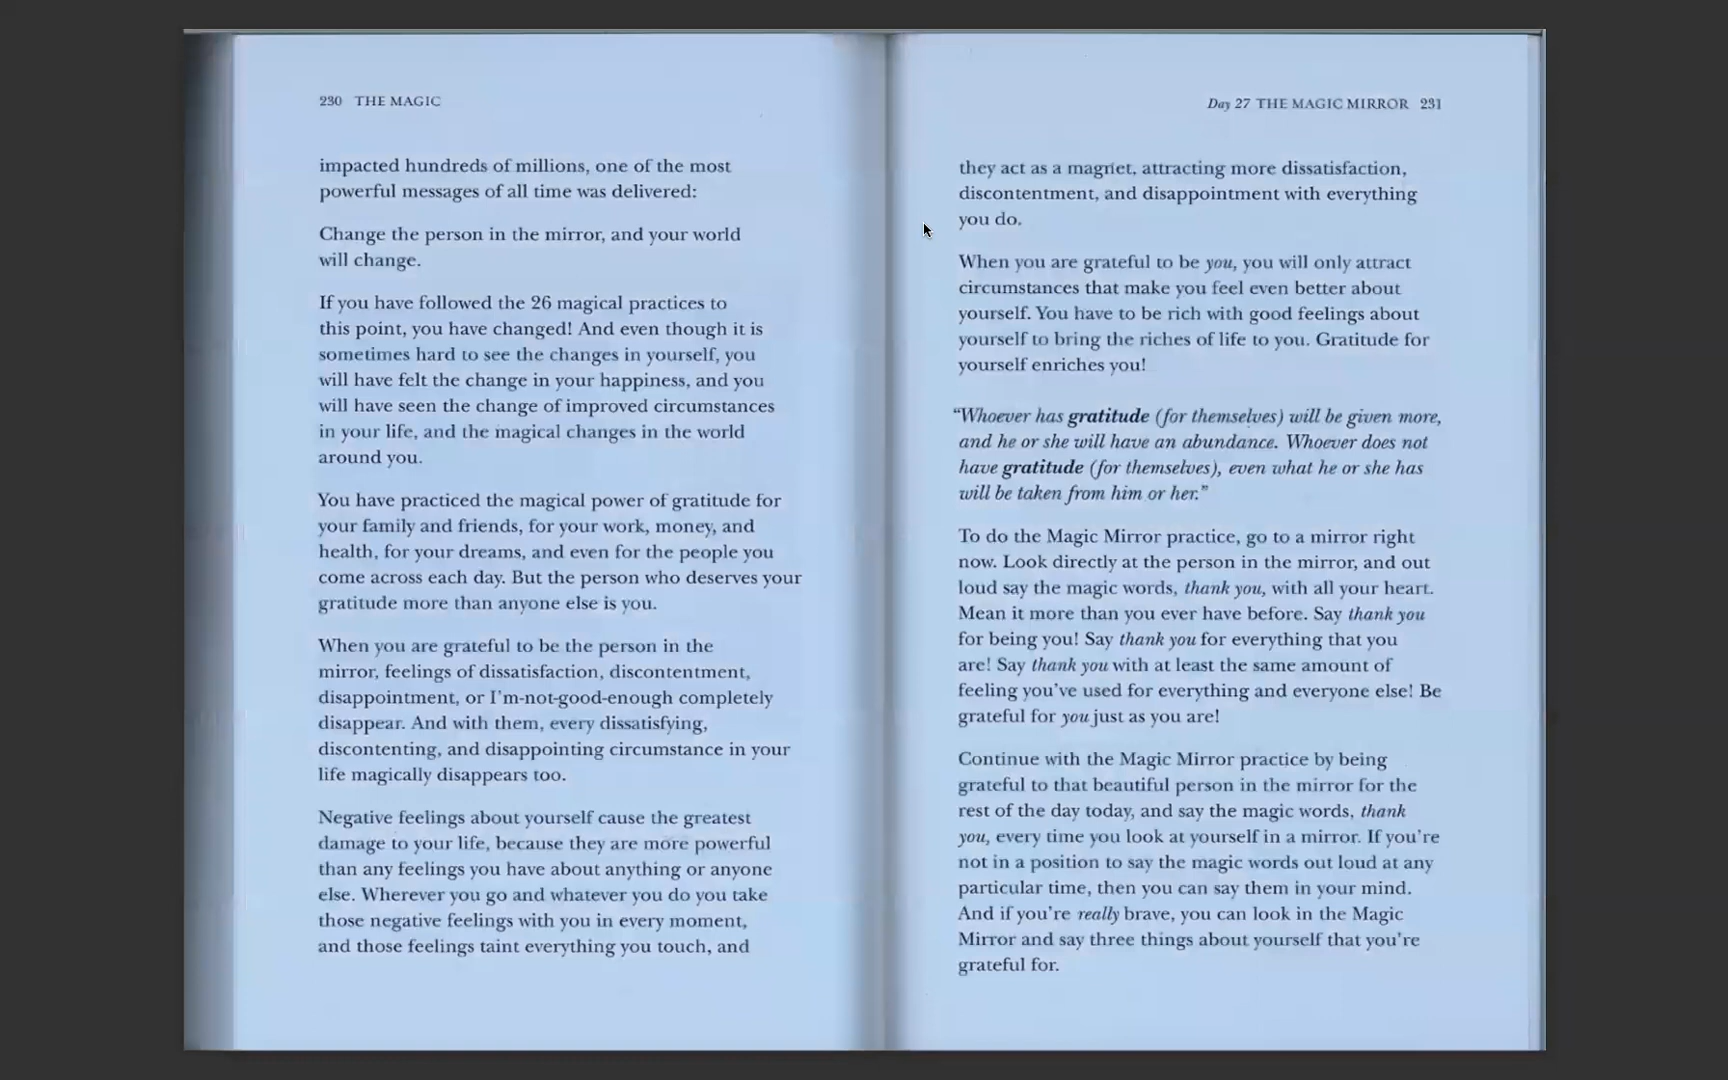 230 THE MAGIC
impacted hundreds of millions, one of the most
powerful messages of all time was delivered:
Change the person in the mirror, and your world
will change.
If you have followed the 26 magical practices to
this point, you have changed! And even though it is
sometimes hard to see the changes in yourself, you
will have felt the change in your happiness, and you
will have seen the change of improved circumstances
in your life, and the magical changes in the world
around you.
You have practiced the magical power of gratitude for
your family and friends, for your work, money, and
health, for your dreams, and even for the people you
come across each day. But the person who deserves your
gratitude more than anyone else is you.
When you are grateful to be the person in the
mirror, feelings of dissatisfaction, discontentment,
disappointment, or I'm-not-good-enough completely
disappear. And with them, every dissatisfying,
discontenting, and disappointing circumstance in your
life magically disappears too.
Negative feelings about yourself cause the greatest
damage to your life, because they are more powerful
than any feelings you have about anything or anyone
else. Wherever you go and whatever you do you take
those negative feelings with you in every moment,
and those feelings taint everything you touch, and
Day 27 THE MAGIC MIRROR 231
they act as a magnet, attracting more dissatisfaction,
discontentment, and disappointment with everything
you do.
When you are grateful to be you, you will only attract
circumstances that make you feel even better about
yourself. You have to be rich with good feelings about
yourself to bring the riches of life to you. Gratitude for
yourself enriches you!
"Whoever has gratitude (for themselves) will be given more,
and he or she will have an abundance. Whoever does not
have gratitude (for themselves), even what he or she has
will be taken from him or her."
To do the Magic Mirror practice, go to a mirror right
now. Look directly at the person in the mirror, and out
loud say the magic words, thank you, with all your heart.
Mean it more than you ever have before. Say thank you
for being you! Say thank you for everything that you
are! Say thank you with at least the same amount of
feeling you've used for everything and everyone else! Be
grateful for you just as you are!
Continue with the Magic Mirror practice by being
grateful to that beautiful person in the mirror for the
rest of the day today, and say the magic words, thank
you, every time you look at yourself in a mirror. If you're
not in a position to say the magic words out loud at any
particular time, then you can say them in your mind.
And if you're really brave, you can look in the Magic
Mirror and say three things about yourself that you're
grateful for.